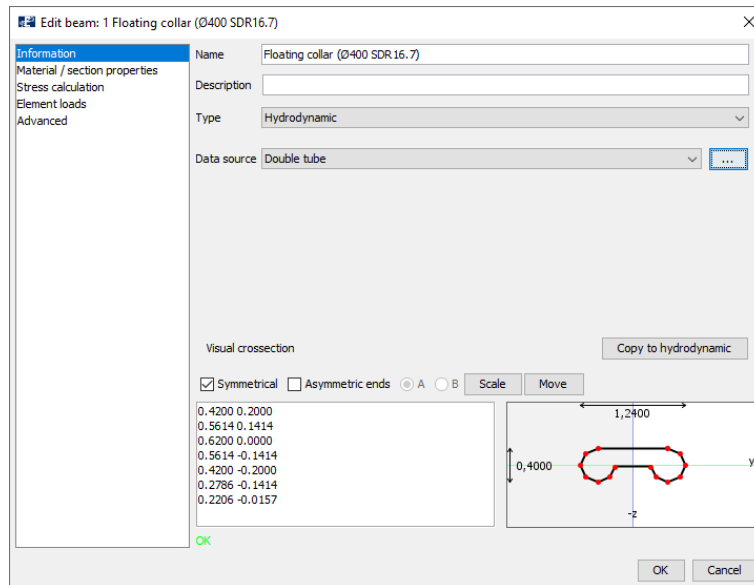 Edit beam: 1 Floating collar (Ø400 SDR16.7)
Information
Material / section properties
Stress calculation
Element loads
Advanced
Name Floating collar (Ø400 SDR16.7)
Description
Type Hydrodynamic
Data source Double tube ...
Visual crossection Copy to hydrodynamic
Symmetrical Asymmetric ends A B Scale Move
0.4200 0.2000
0.5614 0.1414
0.6200 0.0000
0.5614 -0.1414
0.4200 -0.2000
0.2786 -0.1414
0.2206 -0.0157
1,2400
0,4000
y
-z
OK
OK Cancel